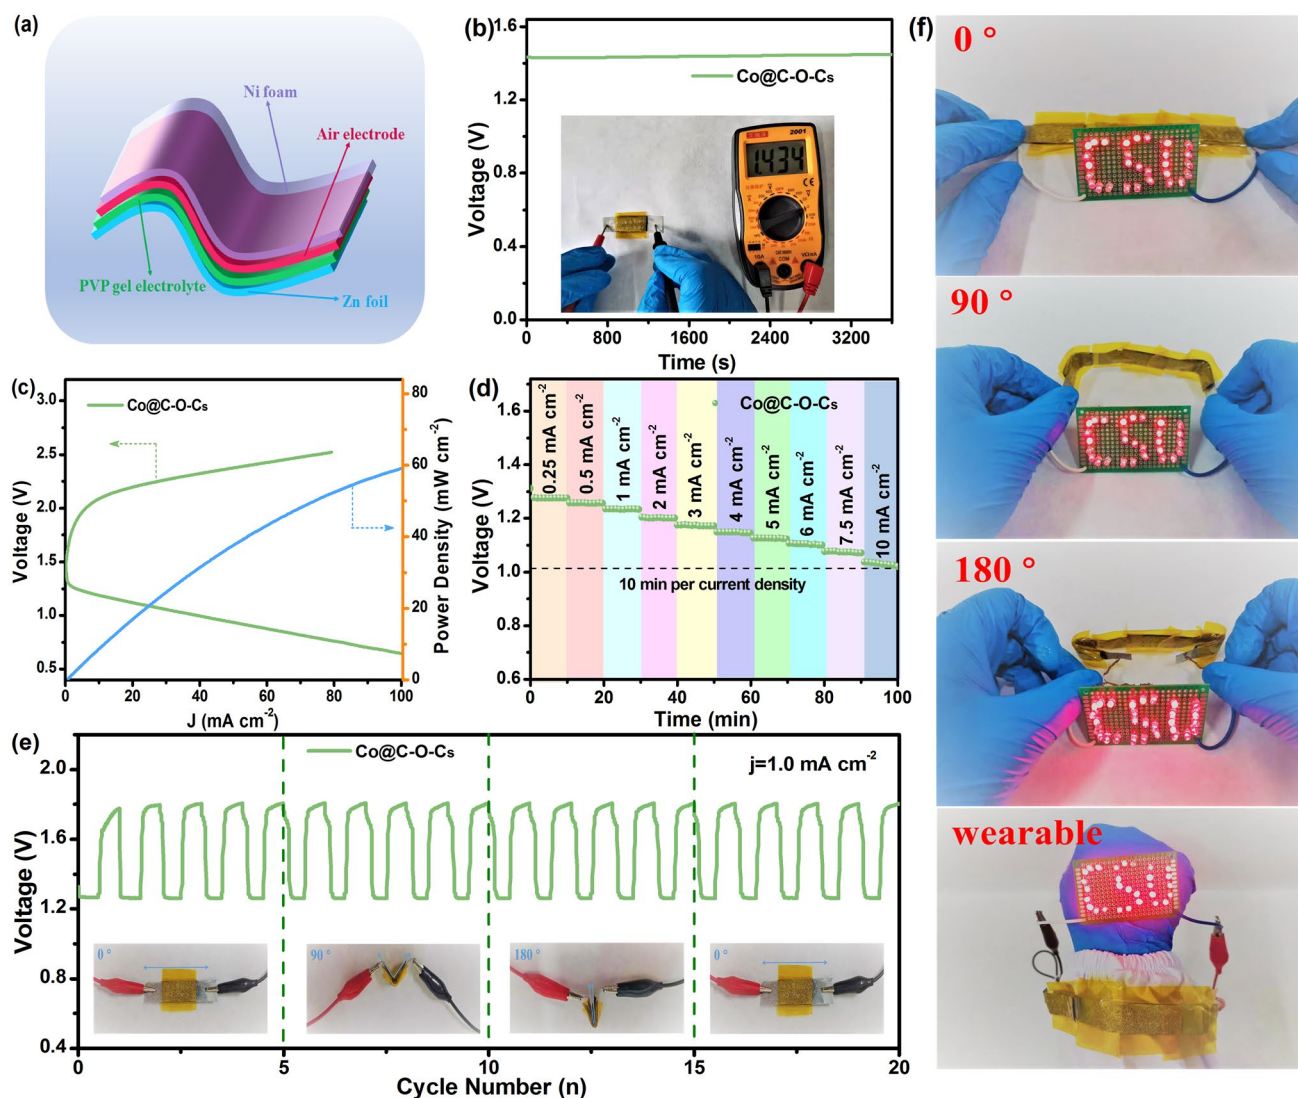 (a)
Ni foam
Air electrode
PVP gel electrolyte
Zn foil
(b)
1.6
1.2
0.8
0.4
0.0
Voltage (V)
Co@C-O-Cs
2001
1.434
COM
10A
VΩmA
800
1600
2400
3200
Time (s)
(c)
3.0
2.5
2.0
1.5
1.0
0.5
Voltage (V)
Co@C-O-Cs
80
60
40
20
0
Power Density (mW cm-2)
0
20
40
60
80
100
J (mA cm-2)
(d)
1.6
1.4
1.2
1.0
0.8
0.6
Voltage (V)
Co@C-O-Cs
0.25 mA cm-2
0.5 mA cm-2
1 mA cm-2
2 mA cm-2
3 mA cm-2
4 mA cm-2
5 mA cm-2
6 mA cm-2
7.5 mA cm-2
10 mA cm-2
10 min per current density
0
20
40
60
80
100
Time (min)
(e)
2.0
1.6
1.2
0.8
0.4
Voltage (V)
Co@C-O-Cs
j=1.0 mA cm-2
0 °
90 °
180 °
0 °
0
5
10
15
20
Cycle Number (n)
(f)
0 °
CSU
90 °
CSU
180 °
CSU
wearable
CSU